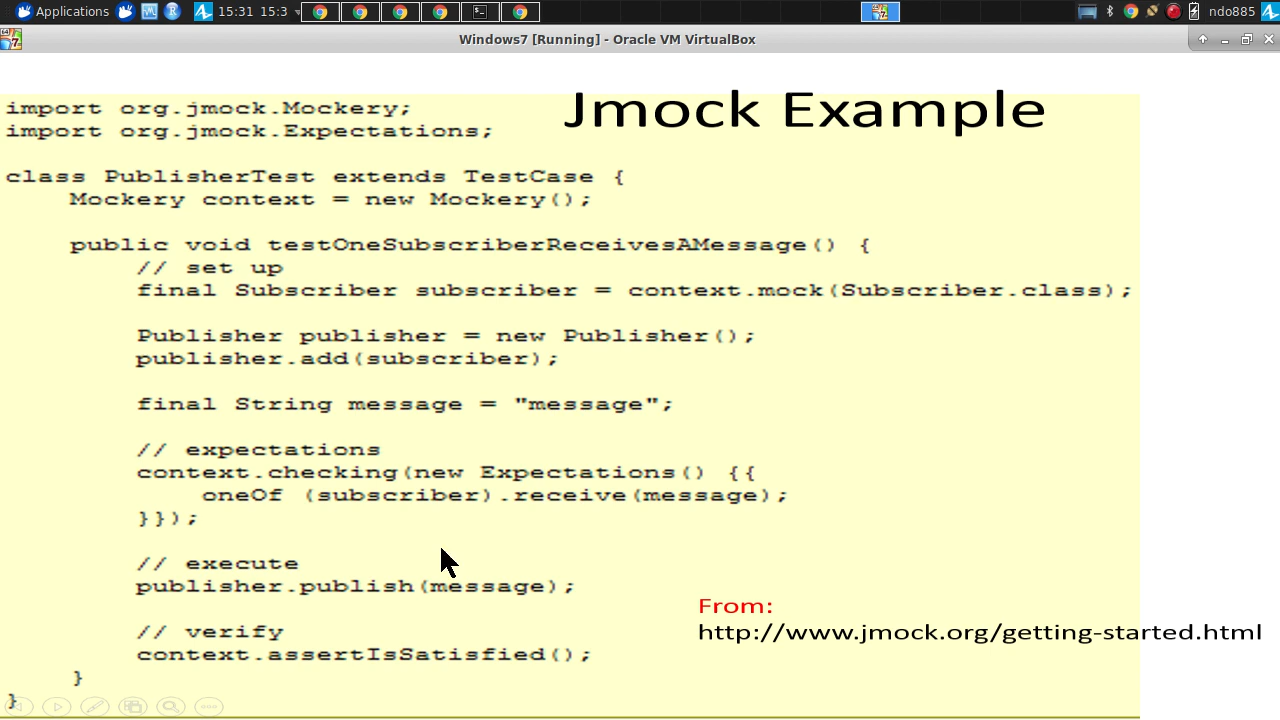 Applications 15:31 15:3 ndo885
Windows7 [Running] - Oracle VM VirtualBox
Jmock Example
import org.jmock.Mockery;
import org.jmock.Expectations;
class PublisherTest extends TestCase {
Mockery context = new Mockery();
public void testOneSubscriberReceivesAMessage() {
// set up
final Subscriber subscriber = context.mock(Subscriber.class);
Publisher publisher = new Publisher();
publisher.add(subscriber);
final String message = "message";
// expectations
context.checking(new Expectations() {{
oneOf (subscriber).receive(message);
}});
// execute
publisher.publish(message);
// verify
context.assertIsSatisfied();
}
}
From:
http://www.jmock.org/getting-started.html